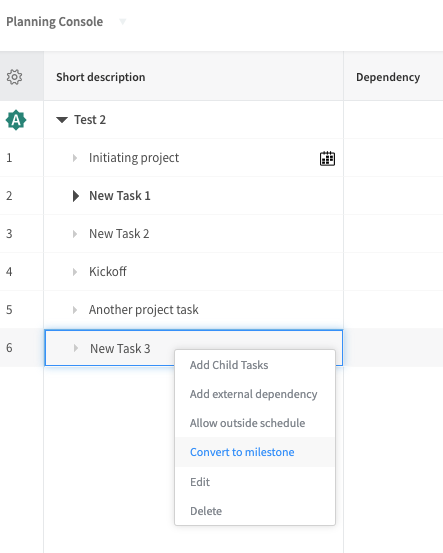 Planning Console
Short description Dependency
A Test 2
1 Initiating project
2 New Task 1
3 New Task 2
4 Kickoff
5 Another project task
6 New Task 3
Add Child Tasks
Add external dependency
Allow outside schedule
Convert to milestone
Edit
Delete